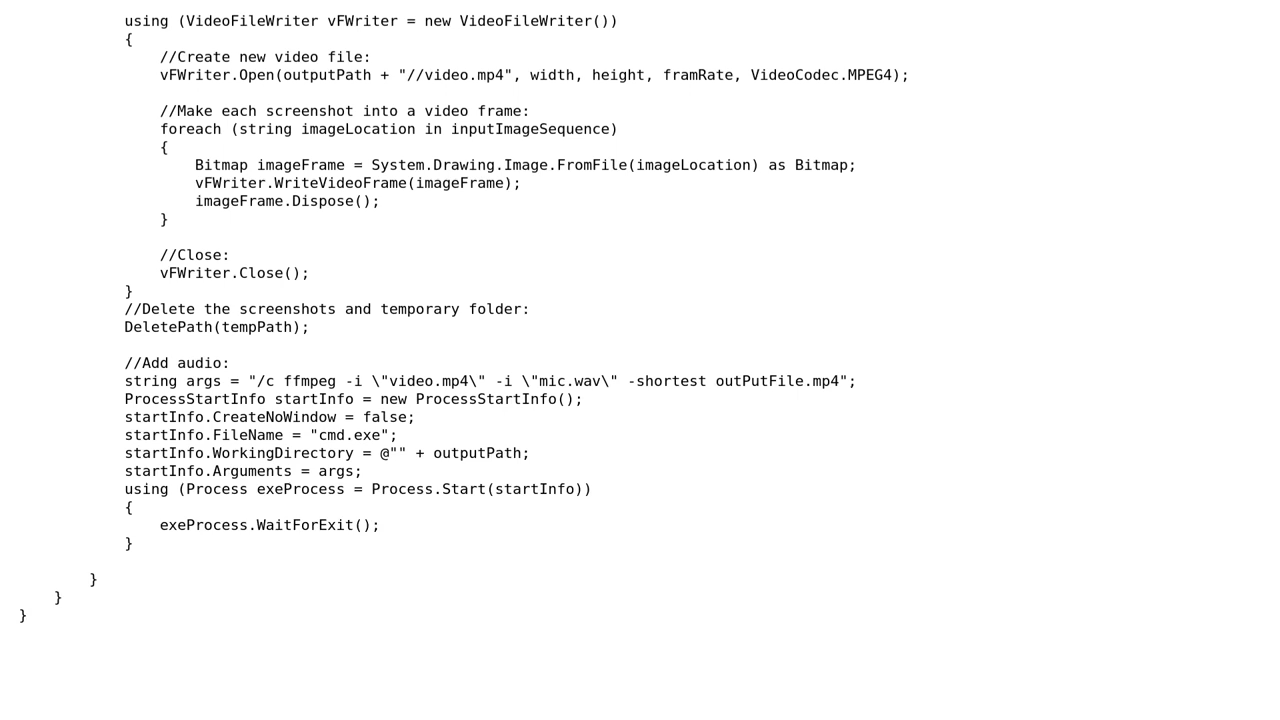 using (VideoFileWriter vFWriter = new VideoFileWriter())
{
//Create new video file:
vFWriter.Open(outputPath + "//video.mp4", width, height, framRate, VideoCodec.MPEG4);
//Make each screenshot into a video frame:
foreach (string imageLocation in inputImageSequence)
{
Bitmap imageFrame = System.Drawing.Image.FromFile(imageLocation) as Bitmap;
vFWriter.WriteVideoFrame(imageFrame);
imageFrame.Dispose();
}
//Close:
vFWriter.Close();
}
//Delete the screenshots and temporary folder:
DeletePath(tempPath);
//Add audio:
string args = "/c ffmpeg -i \"video.mp4\" -i \"mic.wav\" -shortest outPutFile.mp4";
ProcessStartInfo startInfo = new ProcessStartInfo();
startInfo.CreateNoWindow = false;
startInfo.FileName = "cmd.exe";
startInfo.WorkingDirectory = @"" + outputPath;
startInfo.Arguments = args;
using (Process exeProcess = Process.Start(startInfo))
{
exeProcess.WaitForExit();
}
}
}
}